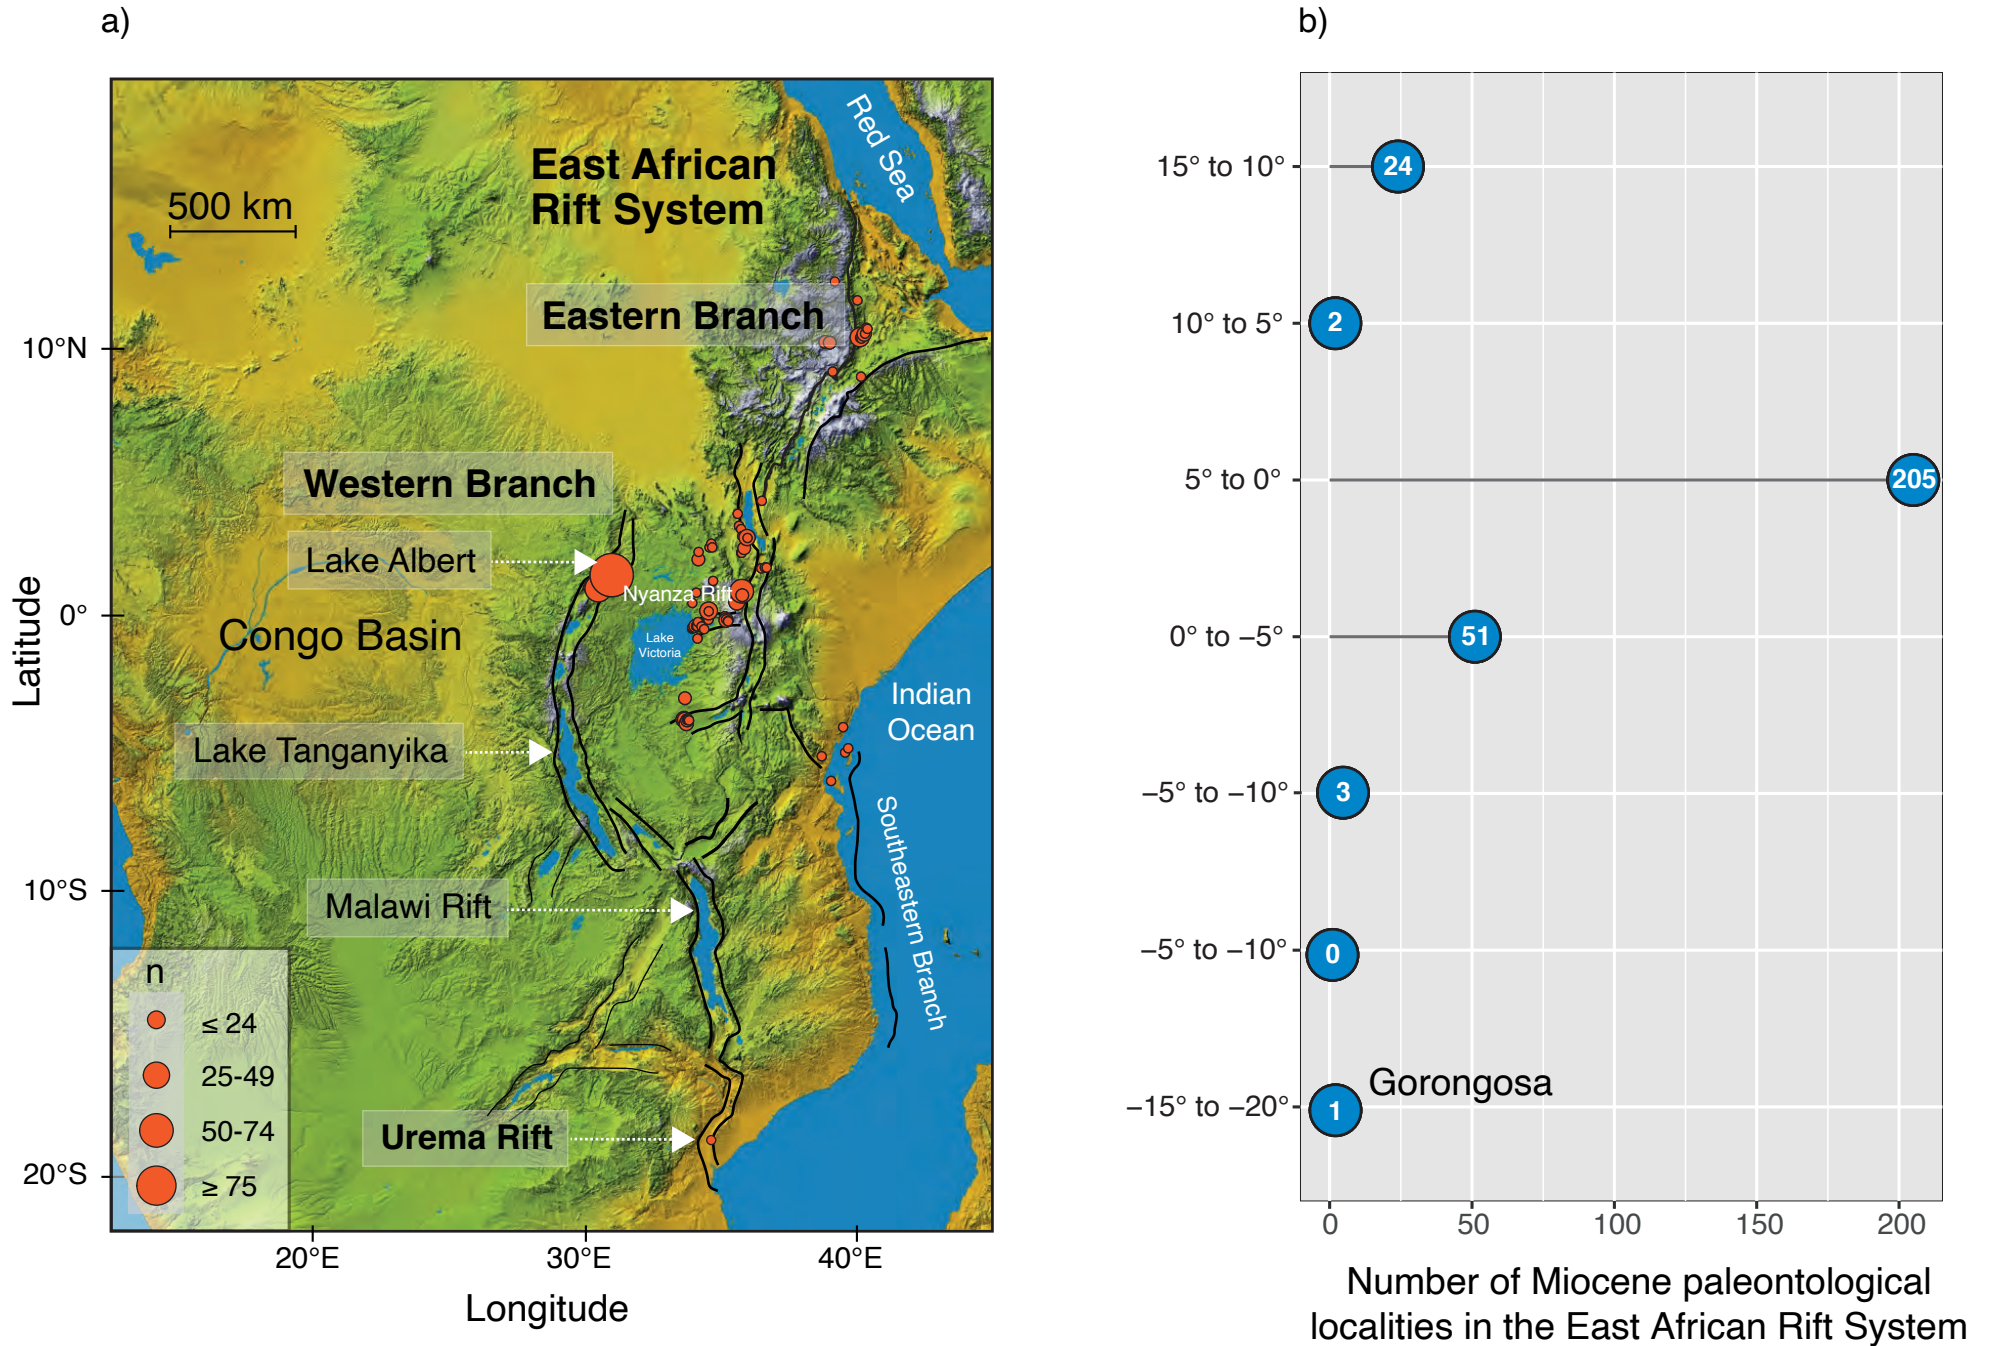 a)
East African
Rift System
500 km
Red Sea
Eastern Branch
Western Branch
Lake Albert
Nyanza Rift
Lake
Victoria
Congo Basin
Lake Tanganyika
Indian
Ocean
Southeastern Branch
Malawi Rift
Urema Rift
n
≤ 24
25-49
50-74
≥ 75
Latitude
10°N
0°
10°S
20°S
20°E
30°E
40°E
Longitude
b)
15° to 10°
24
10° to 5°
2
5° to 0°
205
0° to −5°
51
−5° to −10°
3
−5° to −10°
0
−15° to −20°
1
Gorongosa
0
50
100
150
200
Number of Miocene paleontological
localities in the East African Rift System